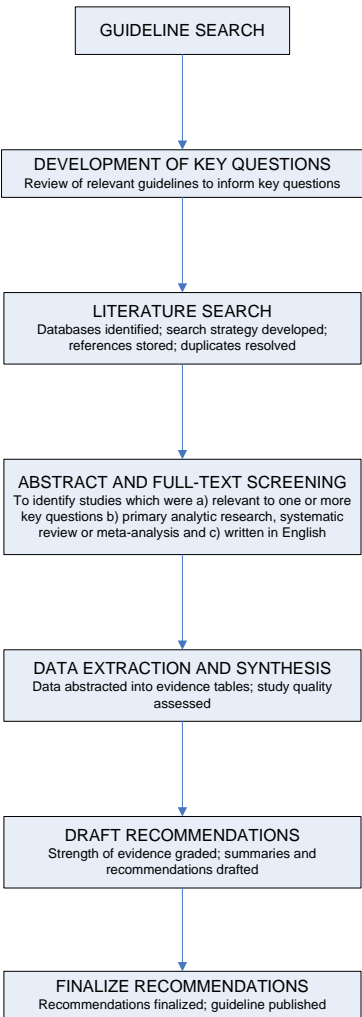 GUIDELINE SEARCH
DEVELOPMENT OF KEY QUESTIONS
Review of relevant guidelines to inform key questions
LITERATURE SEARCH
Databases identified; search strategy developed;
references stored; duplicates resolved
ABSTRACT AND FULL-TEXT SCREENING
To identify studies which were a) relevant to one or more
key questions b) primary analytic research, systematic
review or meta-analysis and c) written in English
DATA EXTRACTION AND SYNTHESIS
Data abstracted into evidence tables; study quality
assessed
DRAFT RECOMMENDATIONS
Strength of evidence graded; summaries and
recommendations drafted
FINALIZE RECOMMENDATIONS
Recommendations finalized; guideline published